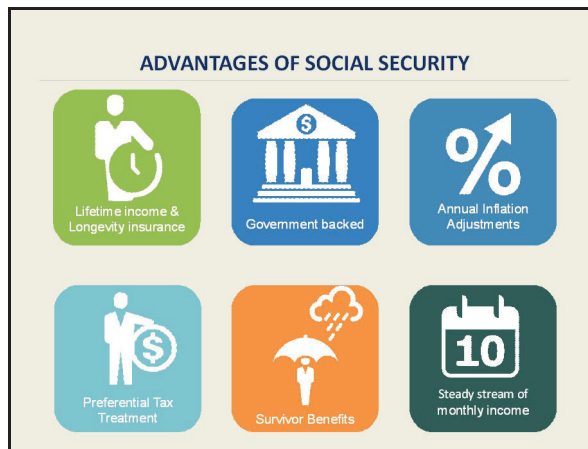 ADVANTAGES OF SOCIAL SECURITY
Lifetime income &
Longevity insurance
$
Government backed
%
Annual Inflation
Adjustments
$
Preferential Tax
Treatment
Survivor Benefits
10
Steady stream of
monthly income